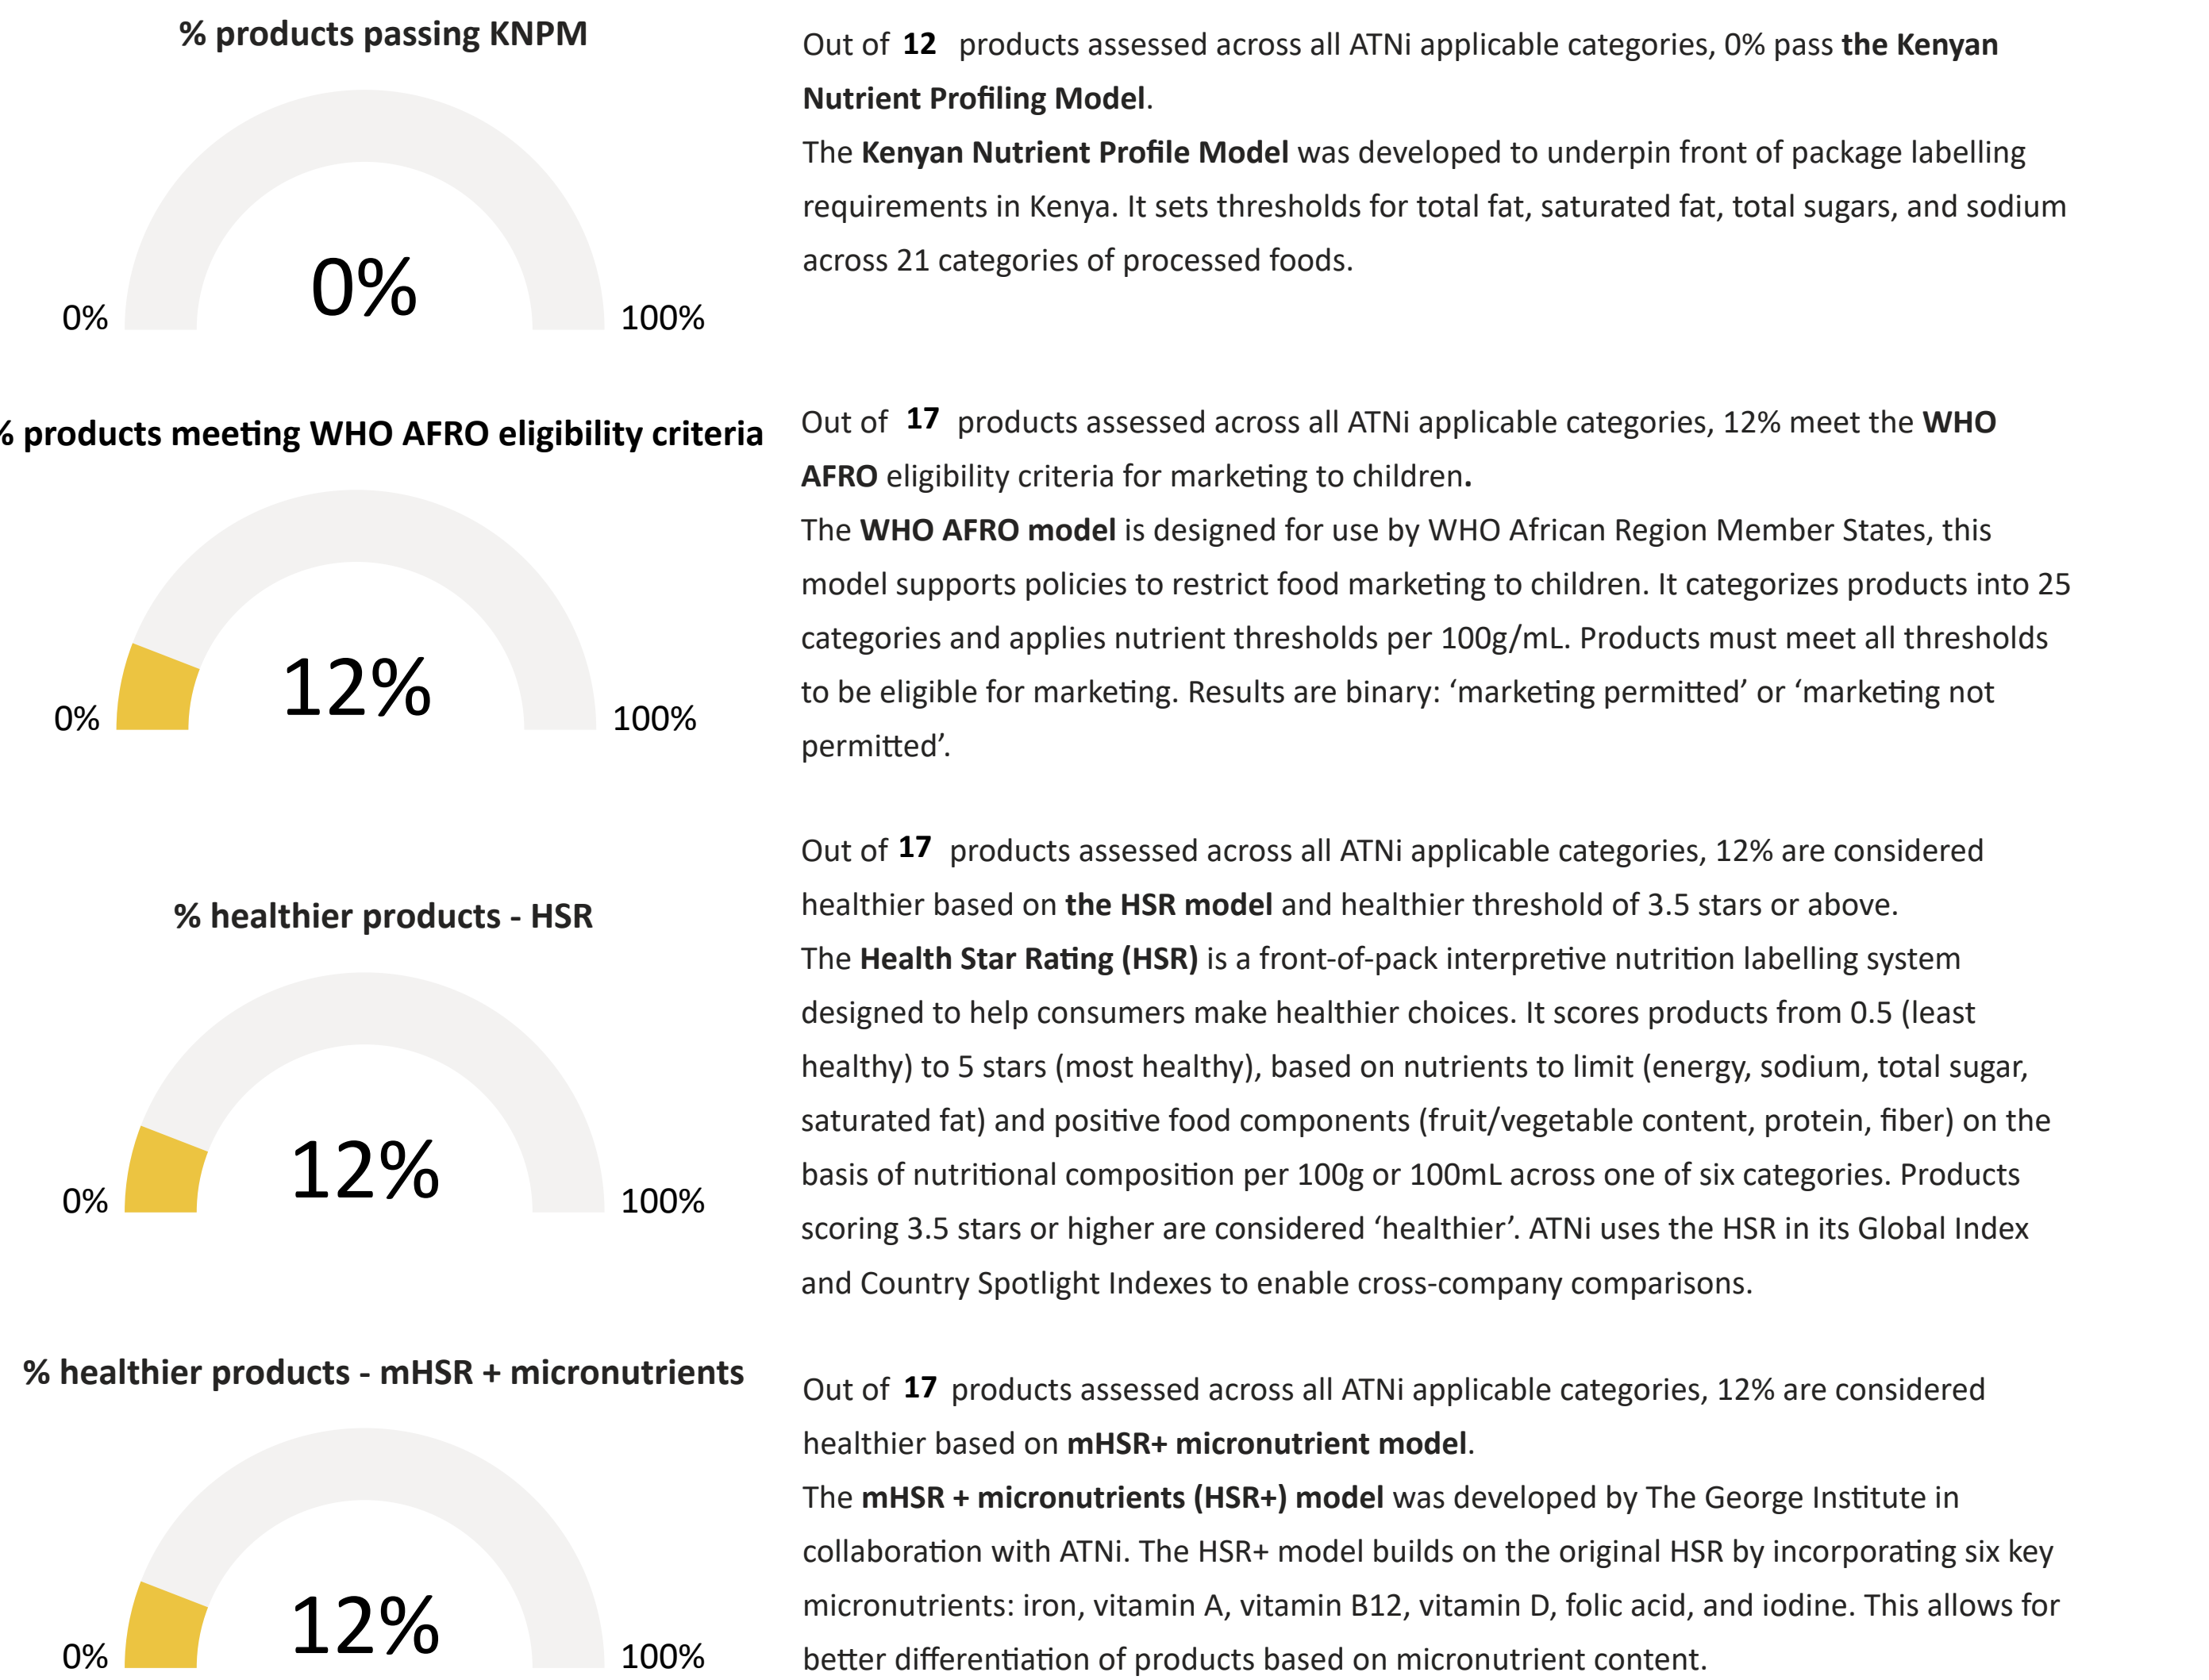 % products passing KNPM
0%
0%
100%
Out of 12 products assessed across all ATNi applicable categories, 0% pass the Kenyan
Nutrient Profiling Model.
The Kenyan Nutrient Profile Model was developed to underpin front of package labelling
requirements in Kenya. It sets thresholds for total fat, saturated fat, total sugars, and sodium
across 21 categories of processed foods.
% products meeting WHO AFRO eligibility criteria
12%
0%
100%
Out of 17 products assessed across all ATNi applicable categories, 12% meet the WHO
AFRO eligibility criteria for marketing to children.
The WHO AFRO model is designed for use by WHO African Region Member States, this
model supports policies to restrict food marketing to children. It categorizes products into 25
categories and applies nutrient thresholds per 100g/mL. Products must meet all thresholds
to be eligible for marketing. Results are binary: ‘marketing permitted’ or ‘marketing not
permitted’.
% healthier products - HSR
12%
0%
100%
Out of 17 products assessed across all ATNi applicable categories, 12% are considered
healthier based on the HSR model and healthier threshold of 3.5 stars or above.
The Health Star Rating (HSR) is a front-of-pack interpretive nutrition labelling system
designed to help consumers make healthier choices. It scores products from 0.5 (least
healthy) to 5 stars (most healthy), based on nutrients to limit (energy, sodium, total sugar,
saturated fat) and positive food components (fruit/vegetable content, protein, fiber) on the
basis of nutritional composition per 100g or 100mL across one of six categories. Products
scoring 3.5 stars or higher are considered ‘healthier’. ATNi uses the HSR in its Global Index
and Country Spotlight Indexes to enable cross-company comparisons.
% healthier products - mHSR + micronutrients
12%
0%
100%
Out of 17 products assessed across all ATNi applicable categories, 12% are considered
healthier based on mHSR+ micronutrient model.
The mHSR + micronutrients (HSR+) model was developed by The George Institute in
collaboration with ATNi. The HSR+ model builds on the original HSR by incorporating six key
micronutrients: iron, vitamin A, vitamin B12, vitamin D, folic acid, and iodine. This allows for
better differentiation of products based on micronutrient content.